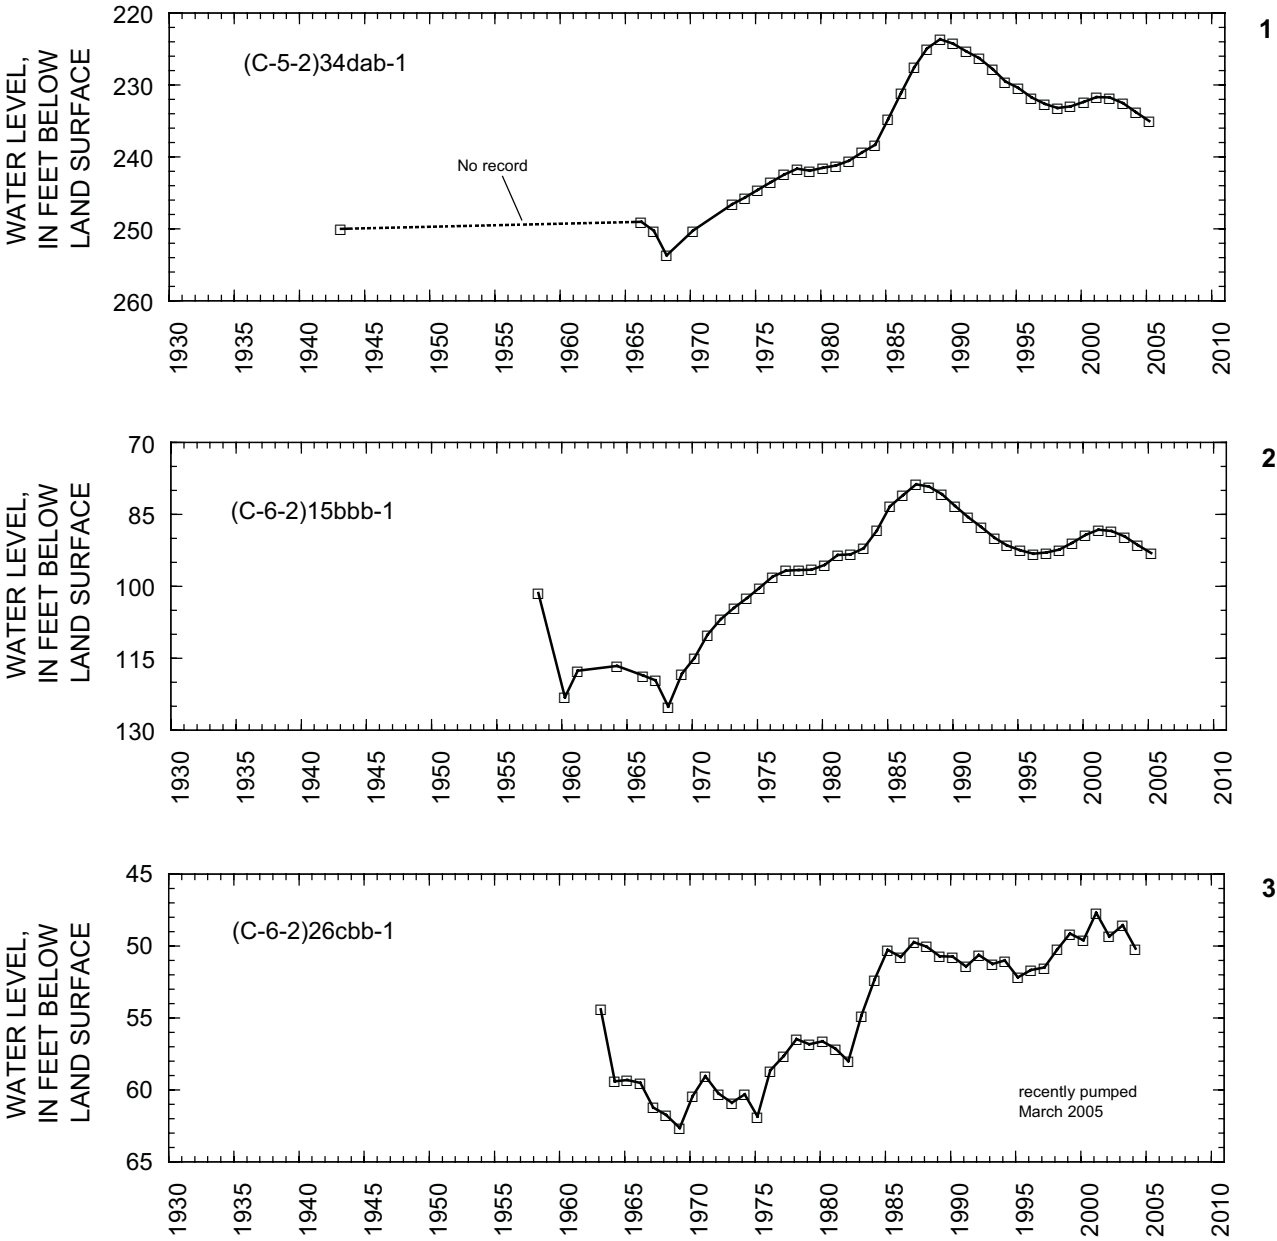 1
(C-5-2)34dab-1
WATER LEVEL,
IN FEET BELOW
LAND SURFACE
220
230
240
250
260
No record
1930 1935 1940 1945 1950 1955 1960 1965 1970 1975 1980 1985 1990 1995 2000 2005 2010
2
(C-6-2)15bbb-1
WATER LEVEL,
IN FEET BELOW
LAND SURFACE
70
85
100
115
130
1930 1935 1940 1945 1950 1955 1960 1965 1970 1975 1980 1985 1990 1995 2000 2005 2010
3
(C-6-2)26cbb-1
WATER LEVEL,
IN FEET BELOW
LAND SURFACE
45
50
55
60
65
recently pumped
March 2005
1930 1935 1940 1945 1950 1955 1960 1965 1970 1975 1980 1985 1990 1995 2000 2005 2010